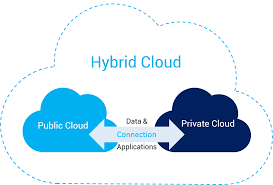 Hybrid Cloud
Public Cloud
Data &
Connection
Applications
Private Cloud